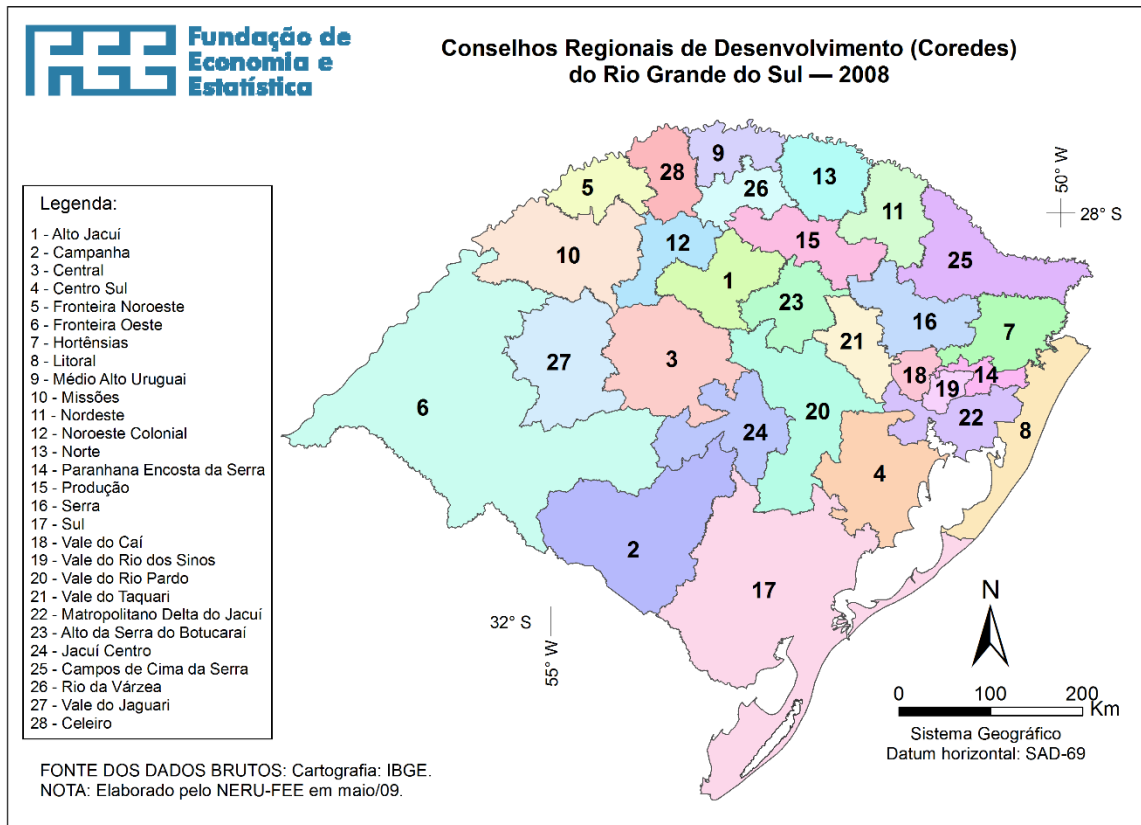 FEE
Fundação de
Economia e
Estatística
Conselhos Regionais de Desenvolvimento (Coredes)
do Rio Grande do Sul — 2008
Legenda:
1 - Alto Jacuí
2 - Campanha
3 - Central
4 - Centro Sul
5 - Fronteira Noroeste
6 - Fronteira Oeste
7 - Hortênsias
8 - Litoral
9 - Médio Alto Uruguai
10 - Missões
11 - Nordeste
12 - Noroeste Colonial
13 - Norte
14 - Paranhana Encosta da Serra
15 - Produção
16 - Serra
17 - Sul
18 - Vale do Caí
19 - Vale do Rio dos Sinos
20 - Vale do Rio Pardo
21 - Vale do Taquari
22 - Matropolitano Delta do Jacuí
23 - Alto da Serra do Botucaraí
24 - Jacuí Centro
25 - Campos de Cima da Serra
26 - Rio da Várzea
27 - Vale do Jaguari
28 - Celeiro
50° W
28° S
9
28
13
5
26
11
12
15
10
25
1
23
16
7
21
27
3
18
14
19
6
20
22
8
24
4
2
17
32° S
55° W
N
0 100 200
Km
Sistema Geográfico
Datum horizontal: SAD-69
FONTE DOS DADOS BRUTOS: Cartografia: IBGE.
NOTA: Elaborado pelo NERU-FEE em maio/09.